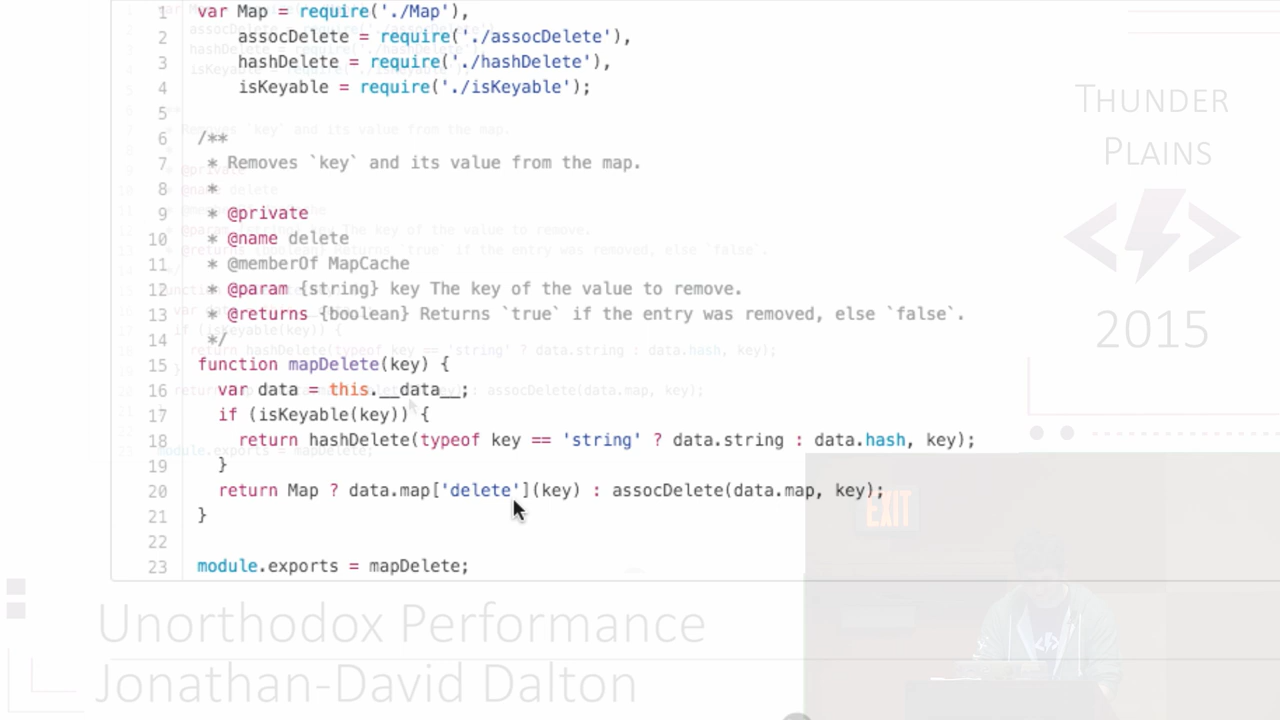 1 var Map = require('./Map'),
2 assocDelete = require('./assocDelete'),
3 hashDelete = require('./hashDelete'),
4 isKeyable = require('./isKeyable');
5
6 /**
7 * Removes `key` and its value from the map.
8 *
9 * @private
10 * @name delete
11 * @memberOf MapCache
12 * @param {string} key The key of the value to remove.
13 * @returns {boolean} Returns `true` if the entry was removed, else `false`.
14 */
15 function mapDelete(key) {
16 var data = this.__data__;
17 if (isKeyable(key)) {
18 return hashDelete(typeof key == 'string' ? data.string : data.hash, key);
19 }
20 return Map ? data.map['delete'](key) : assocDelete(data.map, key);
21 }
22
23 module.exports = mapDelete;
THUNDER
PLAINS
2015
EXIT
Unorthodox Performance
Jonathan-David Dalton